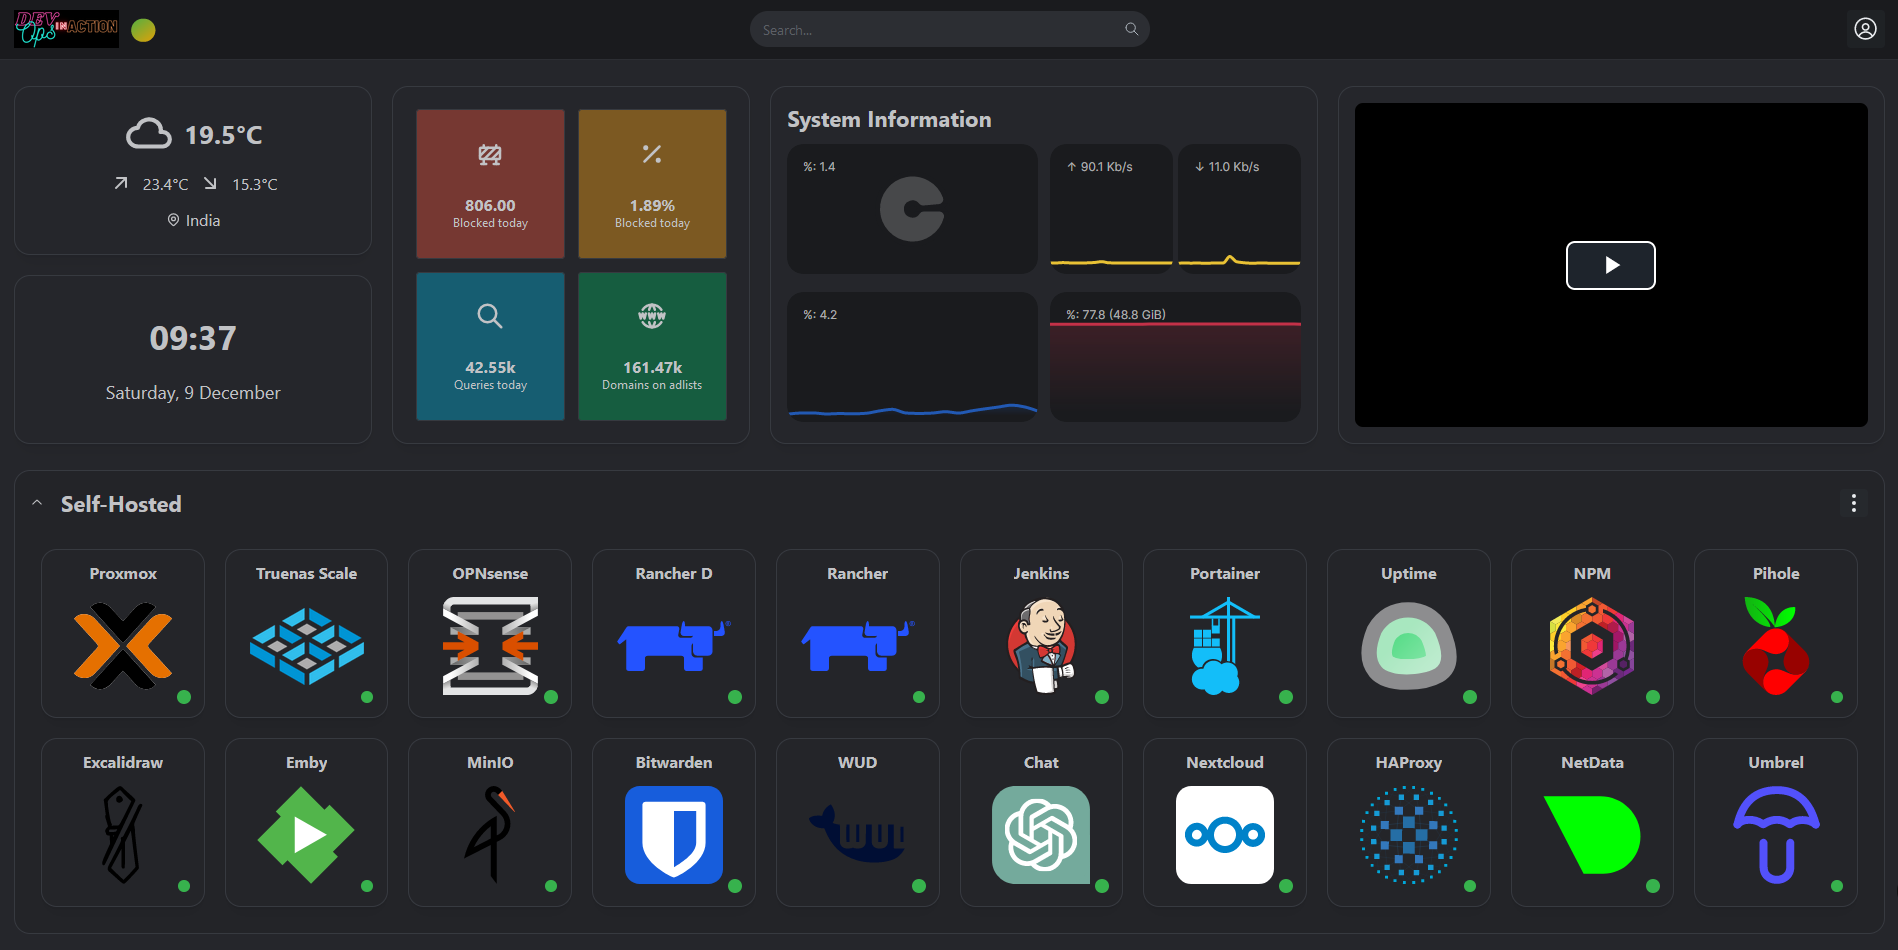 DEV
Ops IN ACTION
Search...
19.5°C
23.4°C 15.3°C
India
09:37
Saturday, 9 December
806.00
Blocked today
1.89%
Blocked today
42.55k
Queries today
WWW
161.47k
Domains on adlists
System Information
%: 1.4
↑ 90.1 Kb/s
↓ 11.0 Kb/s
%: 4.2
%: 77.8 (48.8 GiB)
Self-Hosted
Proxmox
Truenas Scale
OPNsense
Rancher D
Rancher
Jenkins
Portainer
Uptime
NPM
Pihole
Excalidraw
Emby
MinIO
Bitwarden
WUD
wud
Chat
Nextcloud
HAProxy
NetData
Umbrel